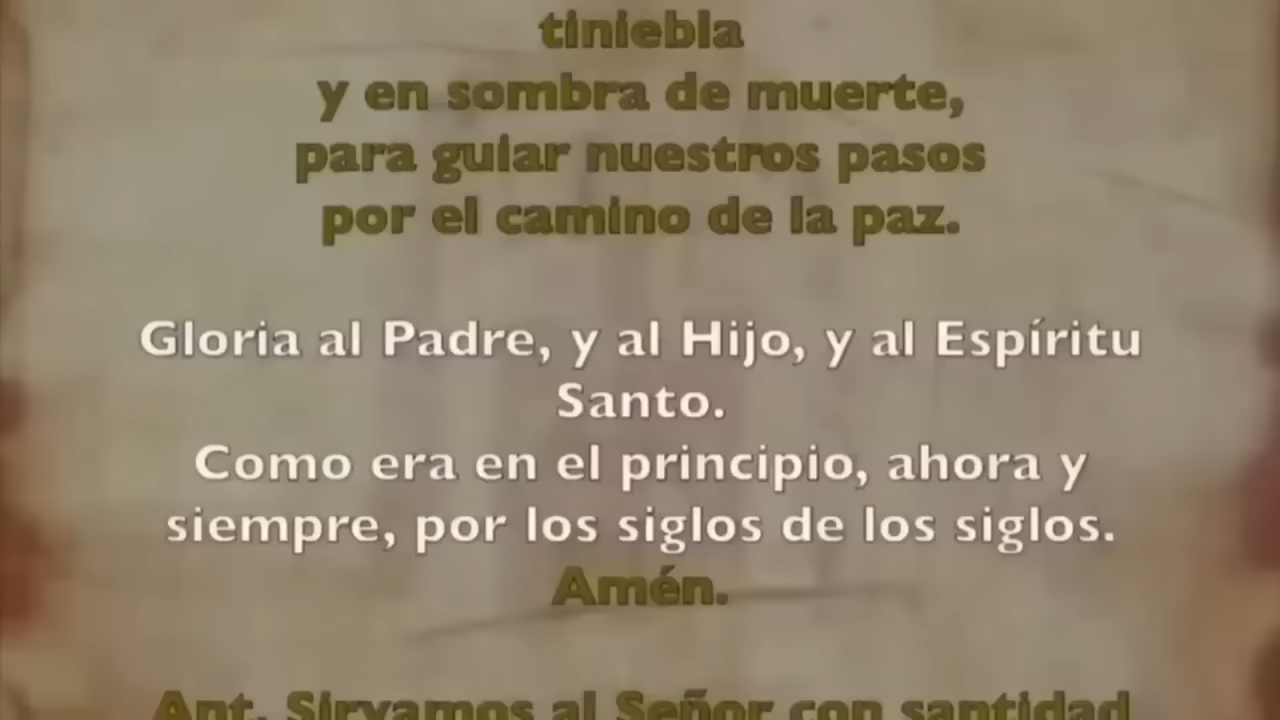 tiniebla
y en sombra de muerte,
para guiar nuestros pasos
por el camino de la paz.
Gloria al Padre, y al Hijo, y al Espíritu
Santo.
Como era en el principio, ahora y
siempre, por los siglos de los siglos.
Amén.
Ant. Sirvamos al Señor con santidad